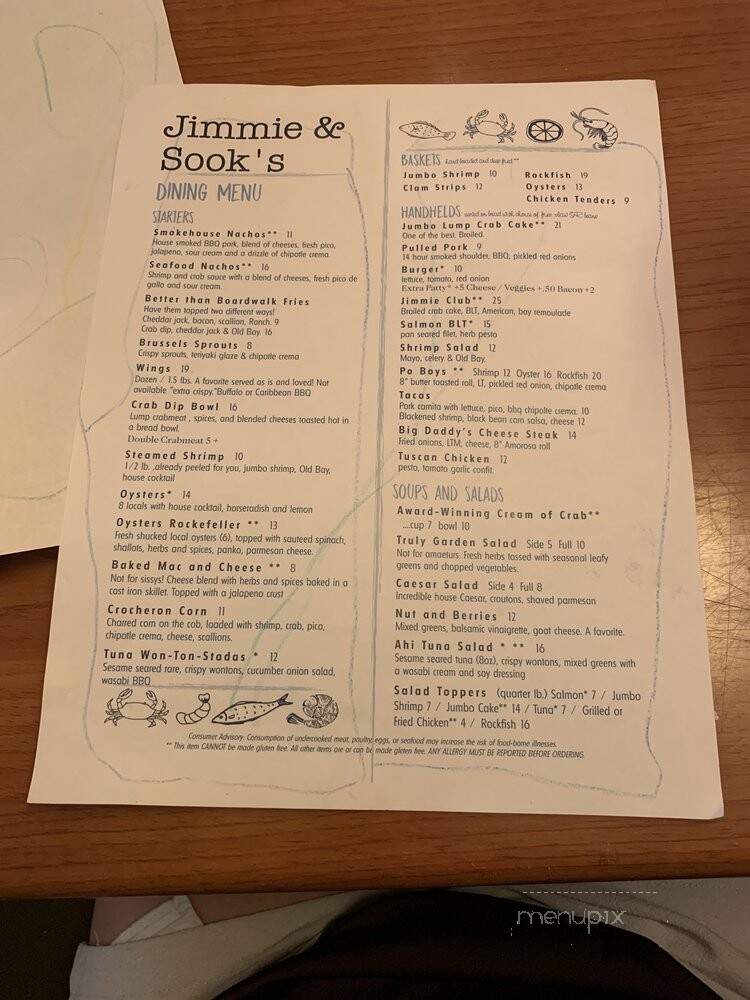 Jimmie &
Sook's
DINING MENU
STARTERS
Smokehouse Nachos** 11
House smoked BBQ pork, blend of cheeses, fresh pico,
jalapeno, sour cream and a drizzle of chipotle crema.
Seafood Nachos** 16
Shrimp and crab sauce with a blend of cheeses, fresh pico de
gallo and sour cream.
Better than Boardwalk Fries
Have them topped two different ways!
Cheddar jack, bacon, scallion, Ranch. 9
Crab dip, cheddar jack & Old Bay. 16
Brussels Sprouts 8
Crispy sprouts, teriyaki glaze & chipotle crema
Wings 19
Dozen / 1.5 lbs. A favorite served as is and loved! Not
available "extra crispy."Buffalo or Caribbean BBQ
Crab Dip Bowl 16
Lump crabmeat , spices, and blended cheeses toasted hot in
a bread bowl.
Double Crabmeat 5 +
Steamed Shrimp 10
1/2 lb. ,already peeled for you, jumbo shrimp, Old Bay,
house cocktail
Oysters* 14
8 locals with house cocktail, horseradish and lemon
Oysters Rockefeller ** 13
Fresh shucked local oysters (6), topped with sauteed spinach,
shallots, herbs and spices, panko, parmesan cheese.
Baked Mac and Cheese ** 8
Not for sissys! Cheese blend with herbs and spices baked in a
cast iron skillet. Topped with a jalapeno crust
Crocheron Corn 11
Charred corn on the cob, loaded with shrimp, crab, pico,
chipotle crema, cheese, scallions.
Tuna Won-Ton-Stadas * 12
Sesame seared rare, crispy wontons, cucumber onion salad,
wasabi BBQ
BASKETS hand breaded and deep fried**
Jumbo Shrimp 10 Rockfish 19
Clam Strips 12 Oysters 13
Chicken Tenders 9
HANDHELDS served on bread with choice of fries slaw
Jumbo Lump Crab Cake** 21
One of the best. Broiled.
Pulled Pork 9
14 hour smoked shoulder, BBQ, pickled red onions
Burger* 10
lettuce, tomato, red onion
Extra Patty* +5 Cheese / Veggies +.50 Bacon +2
Jimmie Club** 25
Broiled crab cake, BLT, American, bay remoulade
Salmon BLT* 15
pan seared filet, herb pesto
Shrimp Salad 12
Mayo, celery & Old Bay.
Po Boys ** Shrimp 12 Oyster 16 Rockfish 20
8" butter toasted roll, LT, pickled red onion, chipotle crema
Tacos
Pork carnita with lettuce, pico, bbq chipolte crema. 10
Blackened shrimp, black bean corn salsa, cheese 12
Big Daddy's Cheese Steak 14
Fried onions, LTM, cheese, 8" Amoroso roll
Tuscan Chicken 12
pesto, tomato garlic confit.
SOUPS AND SALADS
Award-Winning Cream of Crab**
....cup 7 bowl 10
Truly Garden Salad Side 5 Full 10
Not for amaeturs. Fresh herbs tossed with seasonal leafy
greens and chopped vegetables.
Caesar Salad Side 4 Full 8
Incredible house Caesar, croutons, shaved parmesan
Nut and Berries 12
Mixed greens, balsamic vinaigrette, goat cheese. A favorite.
Ahi Tuna Salad * ** 16
Sesame seared tuna (8oz), crispy wontons, mixed greens with
a wasabi cream and soy dressing
Salad Toppers (quarter lb.) Salmon* 7 / Jumbo
Shrimp 7 / Jumbo Cake** 14 / Tuna* 7 / Grilled or
Fried Chicken** 4 / Rockfish 16
Consumer Advisory: Consumption of undercooked meat, poultry, eggs, or seafood may increase the risk of food-borne illnesses.
** This item CANNOT be made gluten free. All other items are or can be made gleten free. ANY ALLERGY MUST BE REPORTED BEFORE ORDERING.
menupix